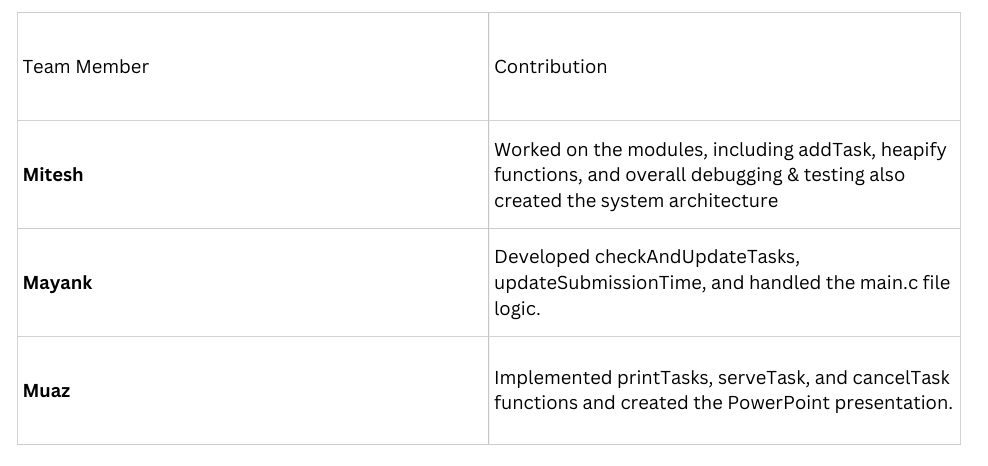 Team Member
Contribution
Mitesh
Worked on the modules, including addTask, heapify
functions, and overall debugging & testing also
created the system architecture
Mayank
Developed checkAndUpdateTasks,
updateSubmissionTime, and handled the main.c file
logic.
Muaz
Implemented printTasks, serveTask, and cancelTask
functions and created the PowerPoint presentation.